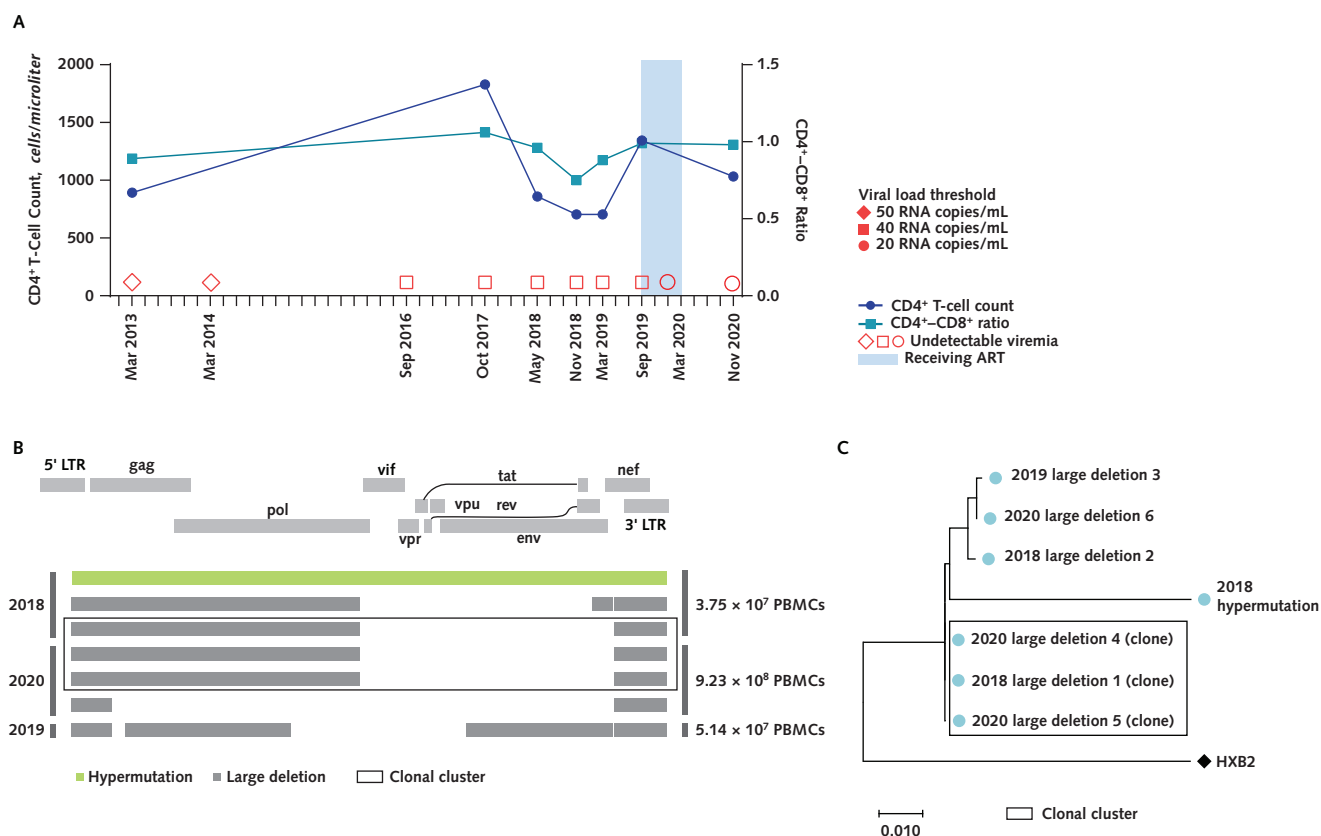 A
CD4⁺ T-Cell Count, cells/microliter
2000
1500
1000
500
0
1.5
1.0
0.5
0.0
CD4⁺–CD8⁺ Ratio
Mar 2013
Mar 2014
Sep 2016
Oct 2017
May 2018
Nov 2018
Mar 2019
Sep 2019
Mar 2020
Nov 2020
Viral load threshold
50 RNA copies/mL
40 RNA copies/mL
20 RNA copies/mL
CD4⁺ T-cell count
CD4⁺–CD8⁺ ratio
Undetectable viremia
Receiving ART
B
5' LTR
gag
vif
tat
nef
pol
vpu
rev
vpr
env
3' LTR
2018
3.75 × 10⁷ PBMCs
2020
9.23 × 10⁸ PBMCs
2019
5.14 × 10⁷ PBMCs
Hypermutation
Large deletion
Clonal cluster
C
2019 large deletion 3
2020 large deletion 6
2018 large deletion 2
2018
hypermutation
2020 large deletion 4 (clone)
2018 large deletion 1 (clone)
2020 large deletion 5 (clone)
HXB2
0.010
Clonal cluster